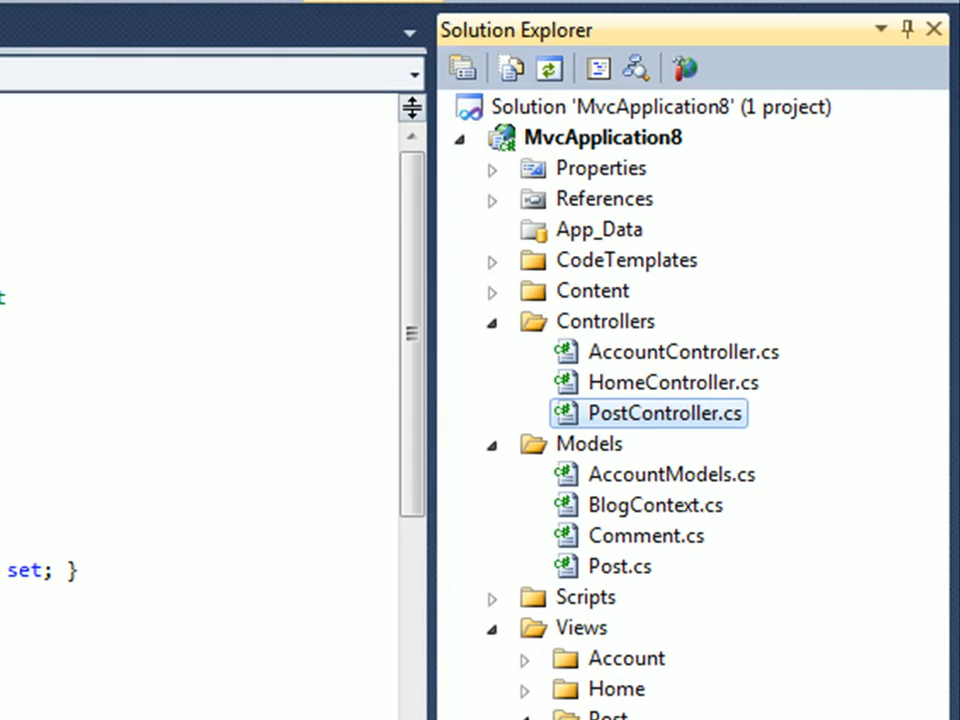 Solution Explorer
Solution 'MvcApplication8' (1 project)
MvcApplication8
Properties
References
App_Data
CodeTemplates
Content
Controllers
AccountController.cs
HomeController.cs
PostController.cs
Models
AccountModels.cs
BlogContext.cs
Comment.cs
Post.cs
Scripts
Views
Account
Home
Post
t
set; }